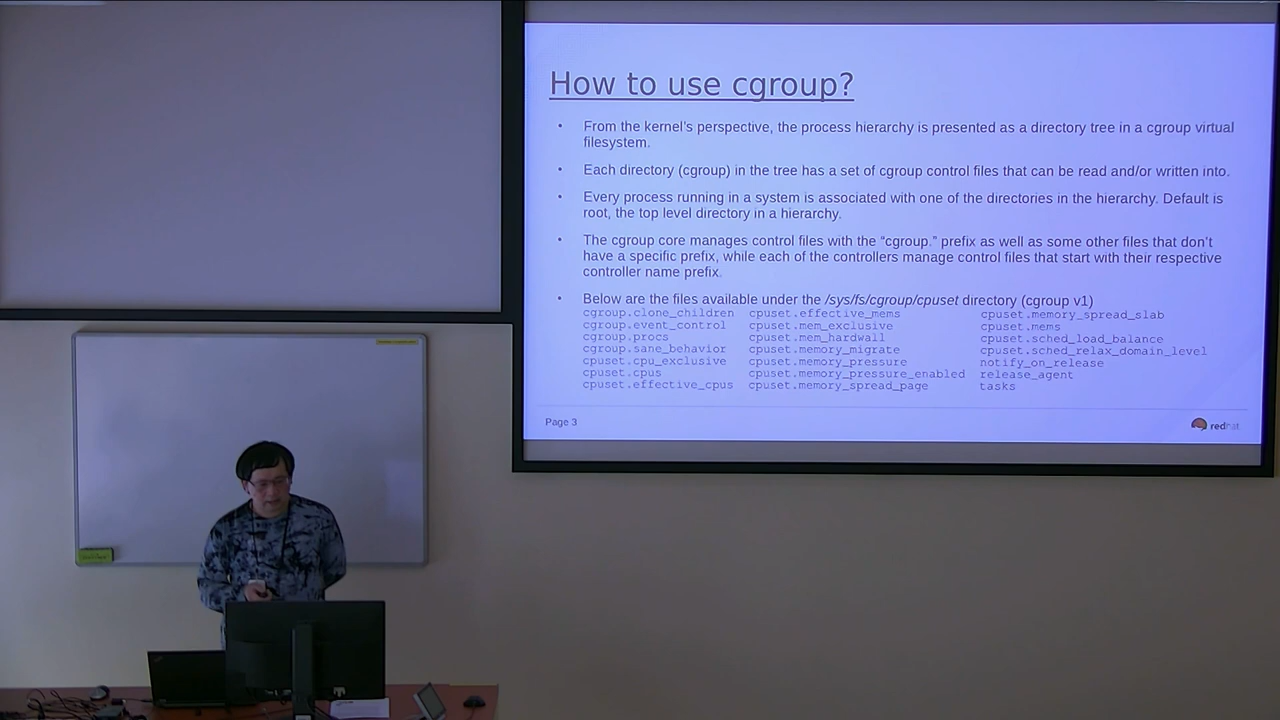 How to use cgroup?
• From the kernel's perspective, the process hierarchy is presented as a directory tree in a cgroup virtual
filesystem.
• Each directory (cgroup) in the tree has a set of cgroup control files that can be read and/or written into.
• Every process running in a system is associated with one of the directories in the hierarchy. Default is
root, the top level directory in a hierarchy.
• The cgroup core manages control files with the “cgroup.” prefix as well as some other files that don't
have a specific prefix, while each of the controllers manage control files that start with their respective
controller name prefix.
• Below are the files available under the /sys/fs/cgroup/cpuset directory (cgroup v1)
cgroup.clone_children cpuset.effective_mems cpuset.memory_spread_slab
cgroup.event_control cpuset.mem_exclusive cpuset.mems
cgroup.procs cpuset.mem_hardwall cpuset.sched_load_balance
cgroup.sane_behavior cpuset.memory_migrate cpuset.sched_relax_domain_level
cpuset.cpu_exclusive cpuset.memory_pressure notify_on_release
cpuset.cpus cpuset.memory_pressure_enabled release_agent
cpuset.effective_cpus cpuset.memory_spread_page tasks
Page 3
redhat